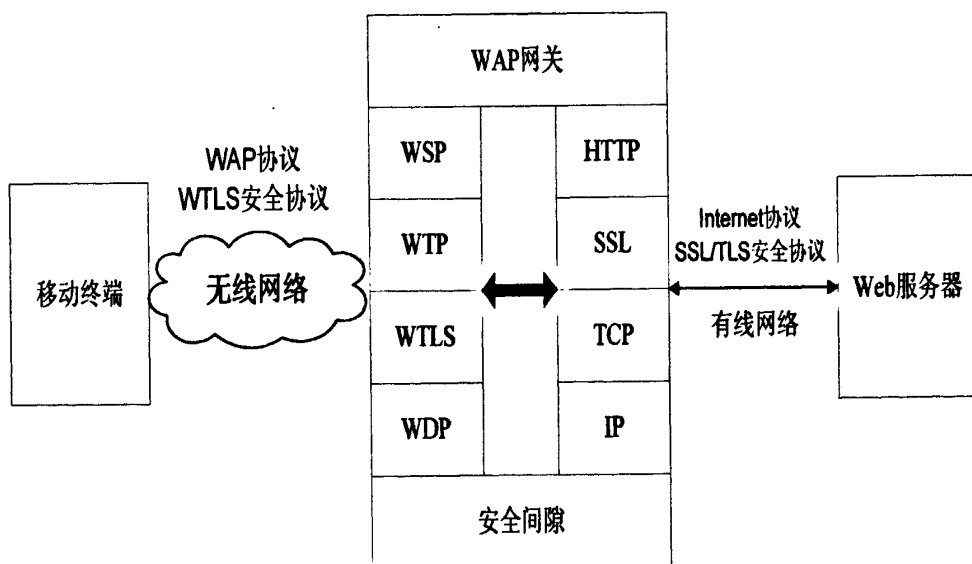 WAP网关
WSP
HTTP
WAP协议
WTLS安全协议
WTP
SSL
Internet协议
SSL/TLS安全协议
移动终端
无线网络
Web服务器
有线网络
WTLS
TCP
WDP
IP
安全间隙